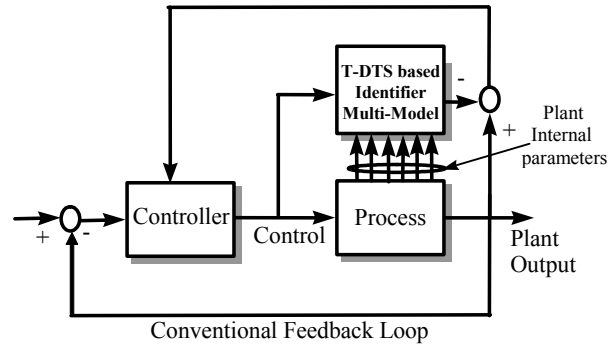 T-DTS based
Identifier
Multi-Model
-
+
Plant
Internal
parameters
Controller
Process
+
-
Control
Plant
Output
Conventional Feedback Loop